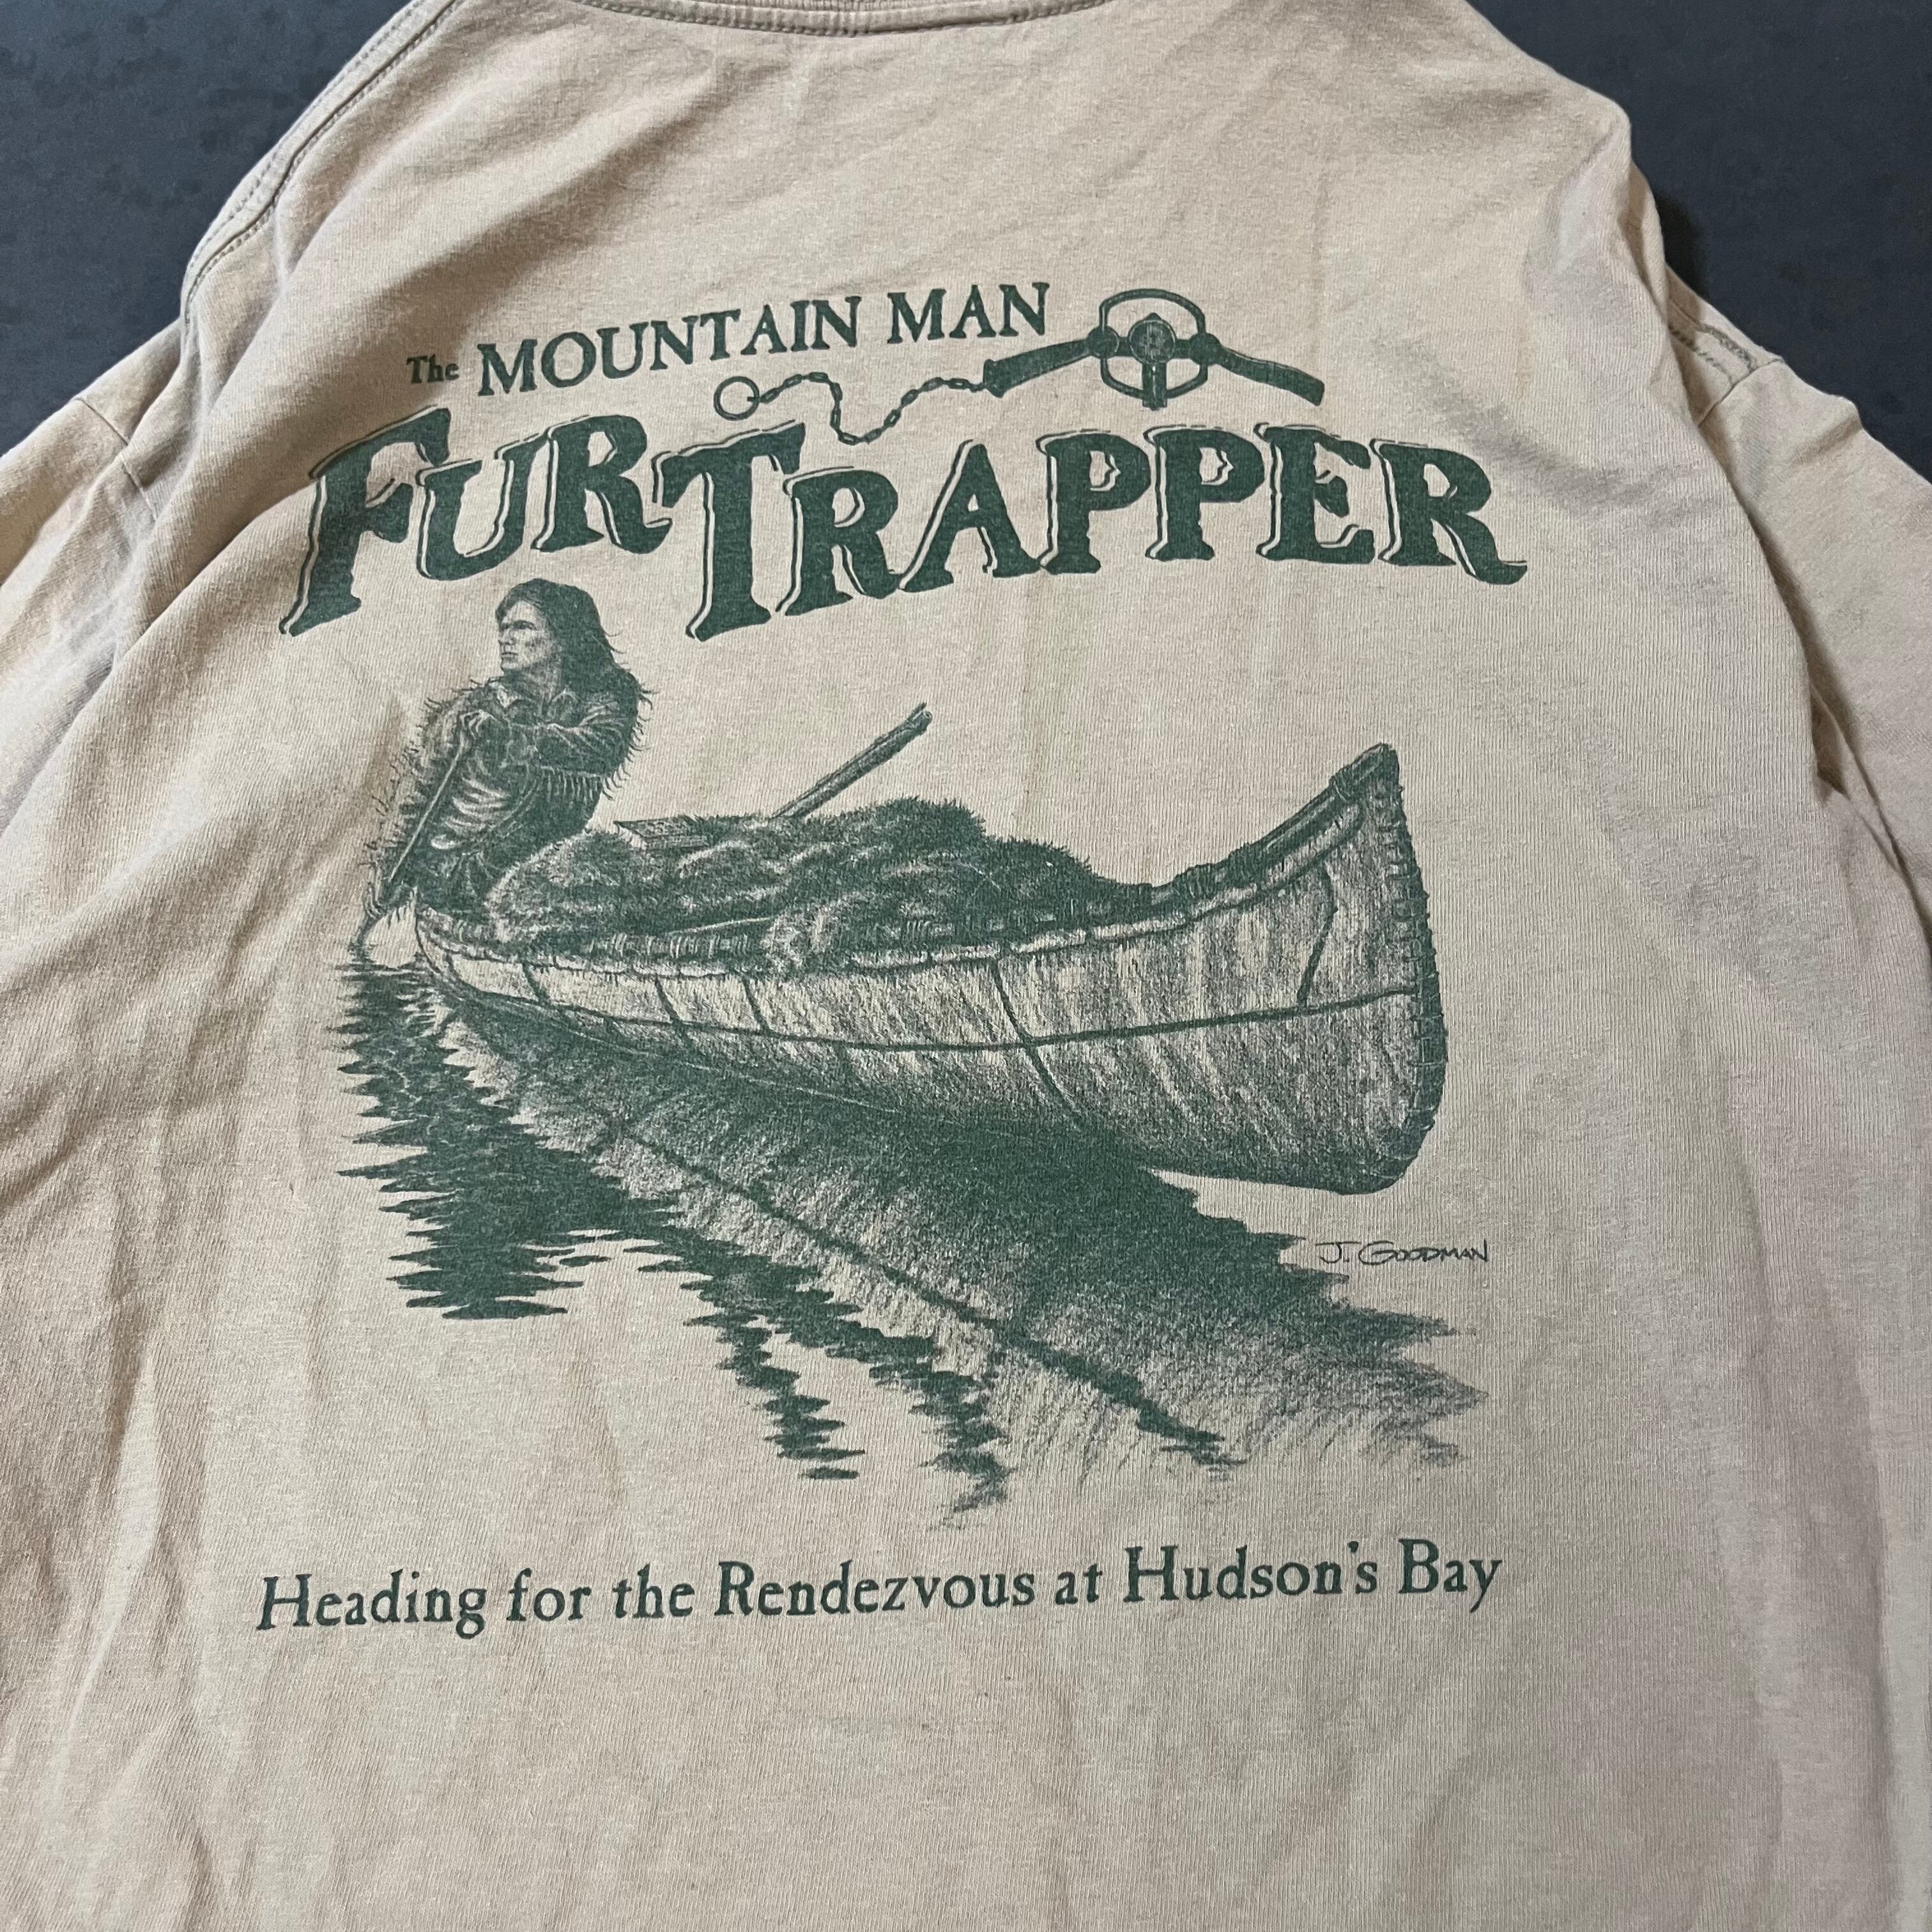 The MOUNTAIN MAN
FUR TRAPPER
J. GOODMAN
Heading for the Rendezvous at Hudson's Bay